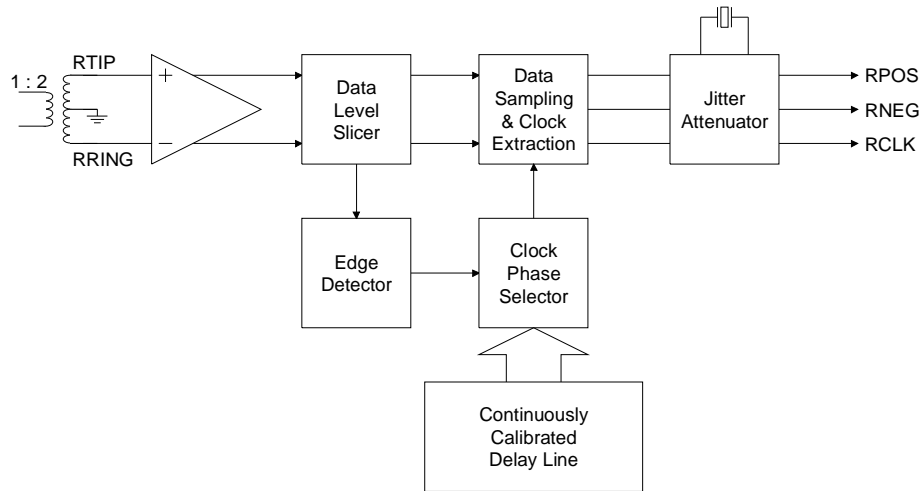 1 : 2
RTIP
RRING
+
−
Data
Level
Slicer
Data
Sampling
& Clock
Extraction
Jitter
Attenuator
RPOS
RNEG
RCLK
Edge
Detector
Clock
Phase
Selector
Continuously
Calibrated
Delay Line